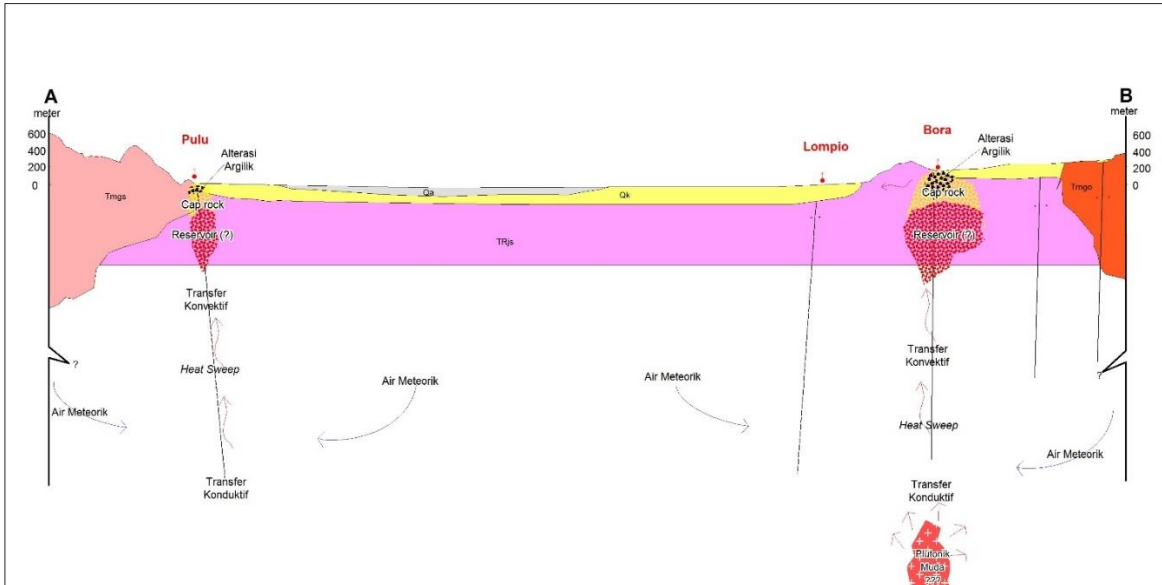 A
meter
600
400
200
0
Pulu
Alterasi
Argilik
Lompio
Bora
Alterasi
Argilik
B
meter
600
400
200
0
Tmgs
Cap rock
Reservoir (?)
Qa
Qk
TRjs
Cap rock
Reservoir (?)
Tmgo
Transfer
Konvektif
Heat Sweep
Transfer
Konduktif
?
Air Meteorik
Air Meteorik
Air Meteorik
Transfer
Konvektif
Heat Sweep
?
Air Meteorik
Transfer
Konduktif
Plutonik
Muda
???